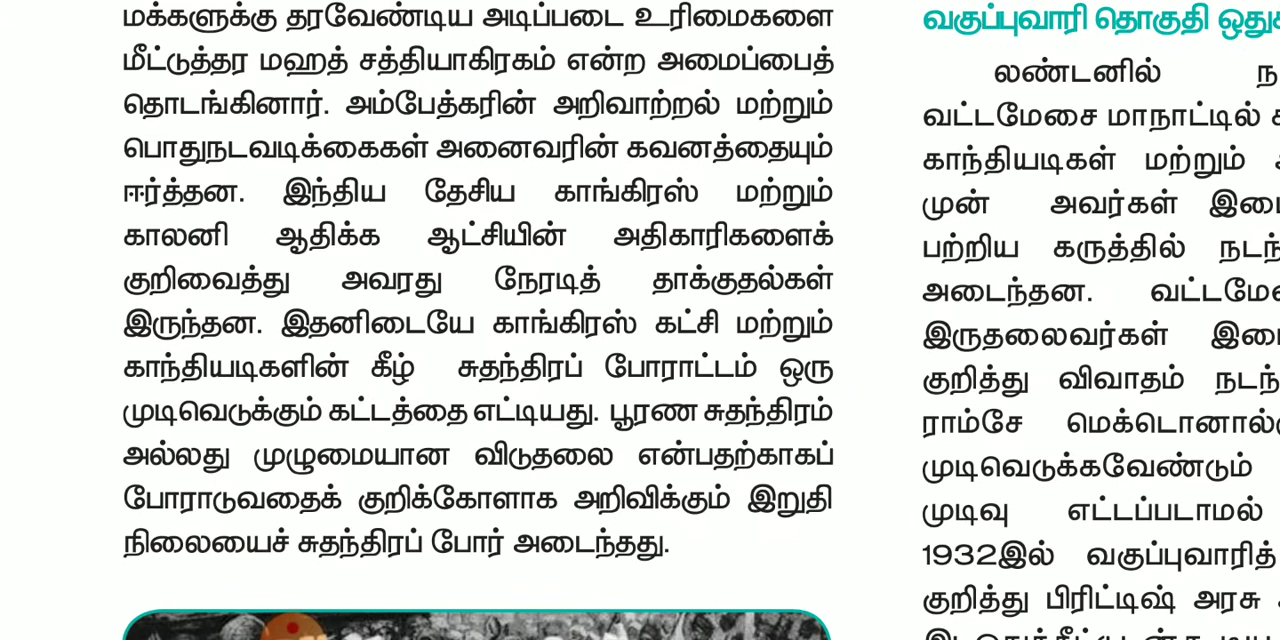 மக்களுக்கு தரவேண்டிய அடிப்படை உரிமைகளை
மீட்டுத்தர மஹத் சத்தியாகிரகம் என்ற அமைப்பைத்
தொடங்கினார். அம்பேத்கரின் அறிவாற்றல் மற்றும்
பொதுநடவடிக்கைகள் அனைவரின் கவனத்தையும்
ஈர்த்தன. இந்திய தேசிய காங்கிரஸ் மற்றும்
காலனி ஆதிக்க ஆட்சியின் அதிகாரிகளைக்
குறிவைத்து அவரது நேரடித் தாக்குதல்கள்
இருந்தன. இதனிடையே காங்கிரஸ் கட்சி மற்றும்
காந்தியடிகளின் கீழ் சுதந்திரப் போராட்டம் ஒரு
முடிவெடுக்கும் கட்டத்தை எட்டியது. பூரண சுதந்திரம்
அல்லது முழுமையான விடுதலை என்பதற்காகப்
போராடுவதைக் குறிக்கோளாக அறிவிக்கும் இறுதி
நிலையைச் சுதந்திரப் போர் அடைந்தது.
வகுப்புவாரி தொகுதி
லண்டனில்
வட்டமேசை மாநாட்டில்
காந்தியடிகள் மற்றும்
முன் அவர்கள்
பற்றிய கருத்தில்
அடைந்தன.
இருதலைவர்கள்
குறித்து விவாதம்
ராம்சே
முடிவெடுக்கவேண்டும்
முடிவு எட்டப்படாமல்
1932இல் வகுப்புவாரித்
குறித்து பிரிட்டிஷ் அரசு